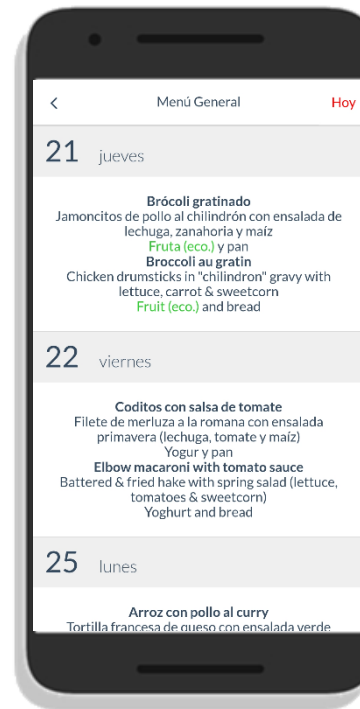 Menú General
Hoy
21 jueves
Brócoli gratinado
Jamoncitos de pollo al chilindrón con ensalada de
lechuga, zanahoria y maíz
Fruta (eco.) y pan
Broccoli au gratin
Chicken drumsticks in "chilindron" gravy with
lettuce, carrot & sweetcorn
Fruit (eco.) and bread
22 viernes
Coditos con salsa de tomate
Filete de merluza a la romana con ensalada
primavera (lechuga, tomate y maíz)
Yogur y pan
Elbow macaroni with tomato sauce
Battered & fried hake with spring salad (lettuce,
tomatoes & sweetcorn)
Yoghurt and bread
25 lunes
Arroz con pollo al curry
Tortilla francesa de queso con ensalada verde